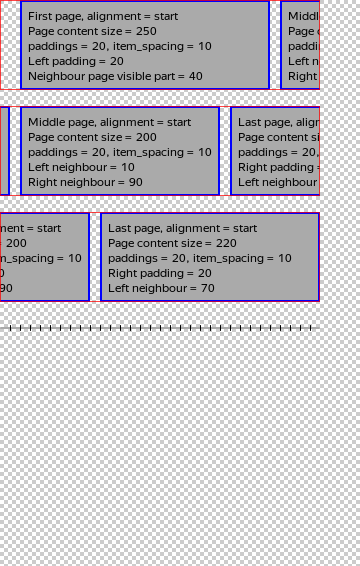 First page, alignment = start
Page content size = 250
paddings = 20, item_spacing = 10
Left padding = 20
Neighbour page visible part = 40
Middl
Page c
paddi
Left n
Right
Middle page, alignment = start
Page content size = 200
paddings = 20, item_spacing = 10
Left neighbour = 10
Right neighbour = 90
Last page, align
Page content si
paddings = 20,
Right padding =
Left neighbour
ment = start
= 200
m_spacing = 10
0
90
Last page, alignment = start
Page content size = 220
paddings = 20, item_spacing = 10
Right padding = 20
Left neighbour = 70